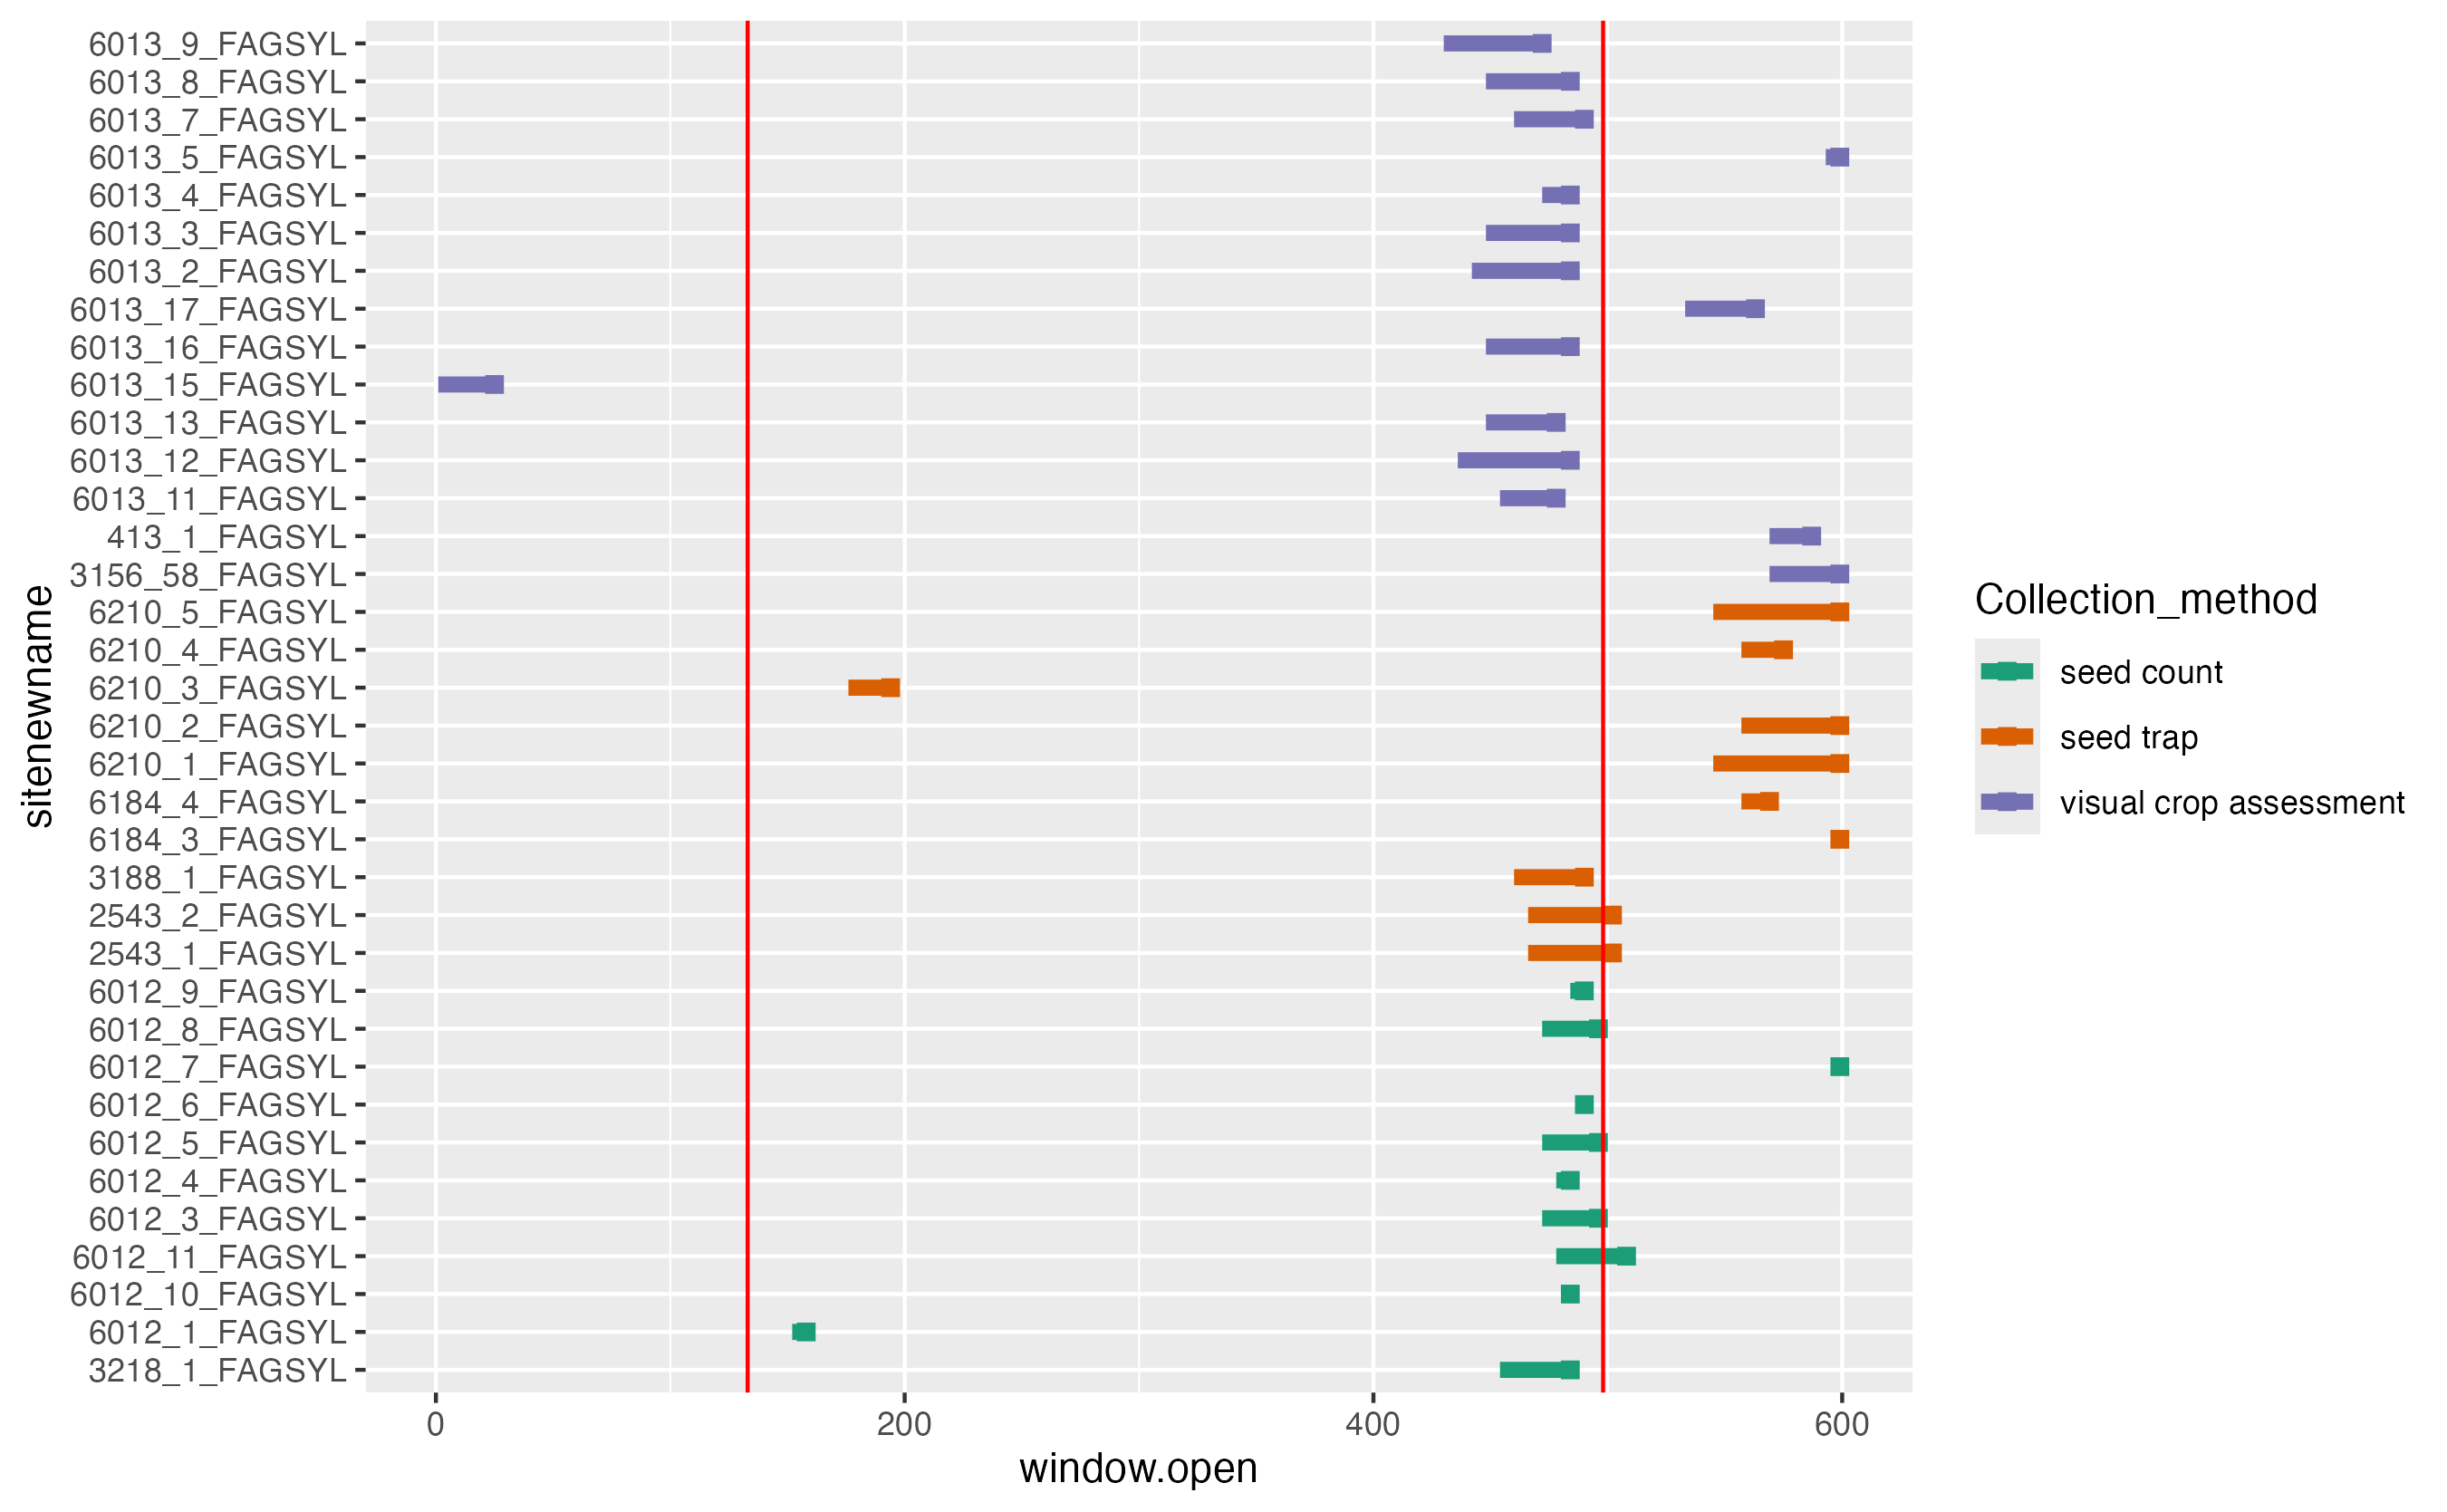 6013_9_FAGSYL
6013_8_FAGSYL
6013_7_FAGSYL
6013_5_FAGSYL
6013_4_FAGSYL
6013_3_FAGSYL
6013_2_FAGSYL
6013_17_FAGSYL
6013_16_FAGSYL
6013_15_FAGSYL
6013_13_FAGSYL
6013_12_FAGSYL
6013_11_FAGSYL
413_1_FAGSYL
3156_58_FAGSYL
6210_5_FAGSYL
6210_4_FAGSYL
6210_3_FAGSYL
6210_2_FAGSYL
6210_1_FAGSYL
6184_4_FAGSYL
6184_3_FAGSYL
3188_1_FAGSYL
2543_2_FAGSYL
2543_1_FAGSYL
6012_9_FAGSYL
6012_8_FAGSYL
6012_7_FAGSYL
6012_6_FAGSYL
6012_5_FAGSYL
6012_4_FAGSYL
6012_3_FAGSYL
6012_11_FAGSYL
6012_10_FAGSYL
6012_1_FAGSYL
3218_1_FAGSYL
sitenewname
0 200 400 600
window.open
Collection_method
seed count
seed trap
visual crop assessment